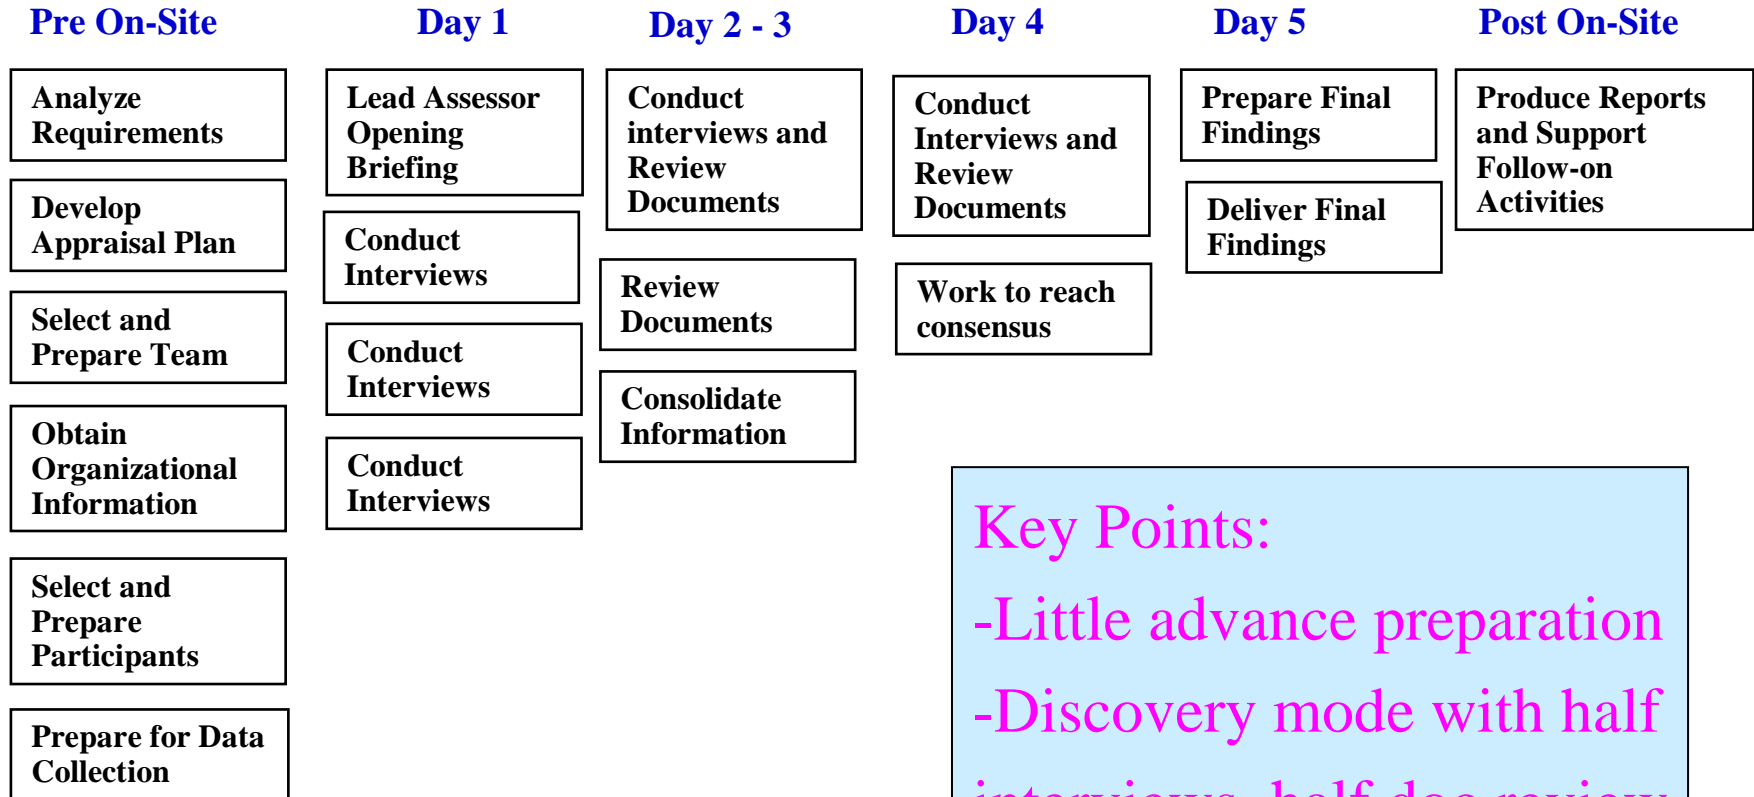 Pre On-Site
Analyze
Requirements
Develop
Appraisal Plan
Select and
Prepare Team
Obtain
Organizational
Information
Select and
Prepare
Participants
Prepare for Data
Collection
Day 1
Lead Assessor
Opening
Briefing
Conduct
Interviews
Conduct
Interviews
Conduct
Interviews
Day 2 - 3
Conduct
interviews and
Review
Documents
Review
Documents
Consolidate
Information
Day 4
Conduct
Interviews and
Review
Documents
Work to reach
consensus
Day 5
Prepare Final
Findings
Deliver Final
Findings
Post On-Site
Produce Reports
and Support
Follow-on
Activities
Key Points:
-Little advance preparation
-Discovery mode with half
interviews, half doc review